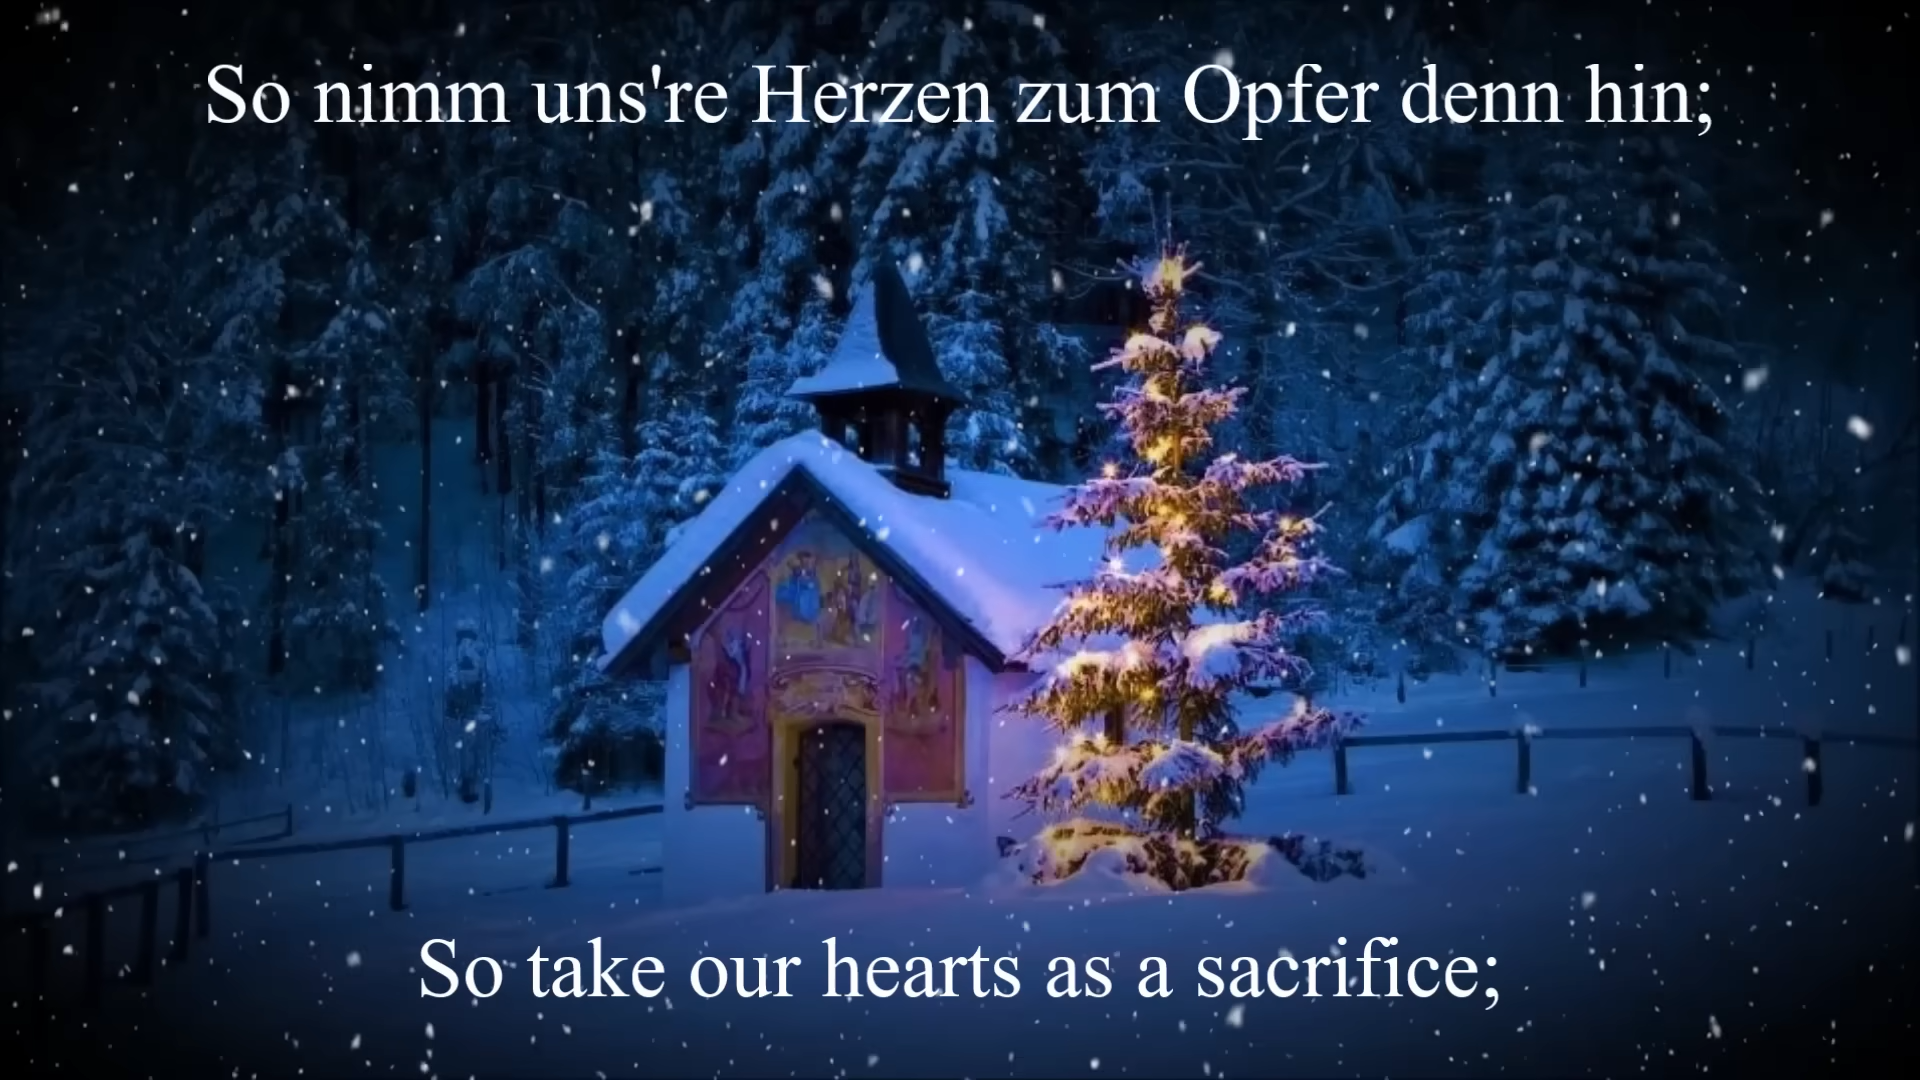 So nimm uns're Herzen zum Opfer denn hin;
So take our hearts as a sacrifice;